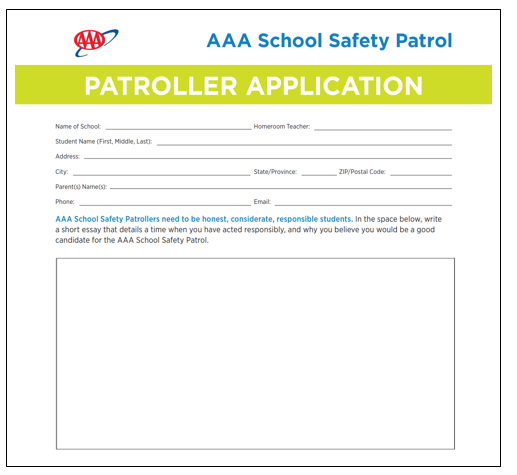 AAA
AAA School Safety Patrol
PATROLLER APPLICATION
Name of School: Homeroom Teacher:
Student Name (First, Middle, Last):
Address:
City: State/Province: ZIP/Postal Code:
Parent(s) Name(s):
Phone: Email:
AAA School Safety Patrollers need to be honest, considerate, responsible students. In the space below, write
a short essay that details a time when you have acted responsibly, and why you believe you would be a good
candidate for the AAA School Safety Patrol.